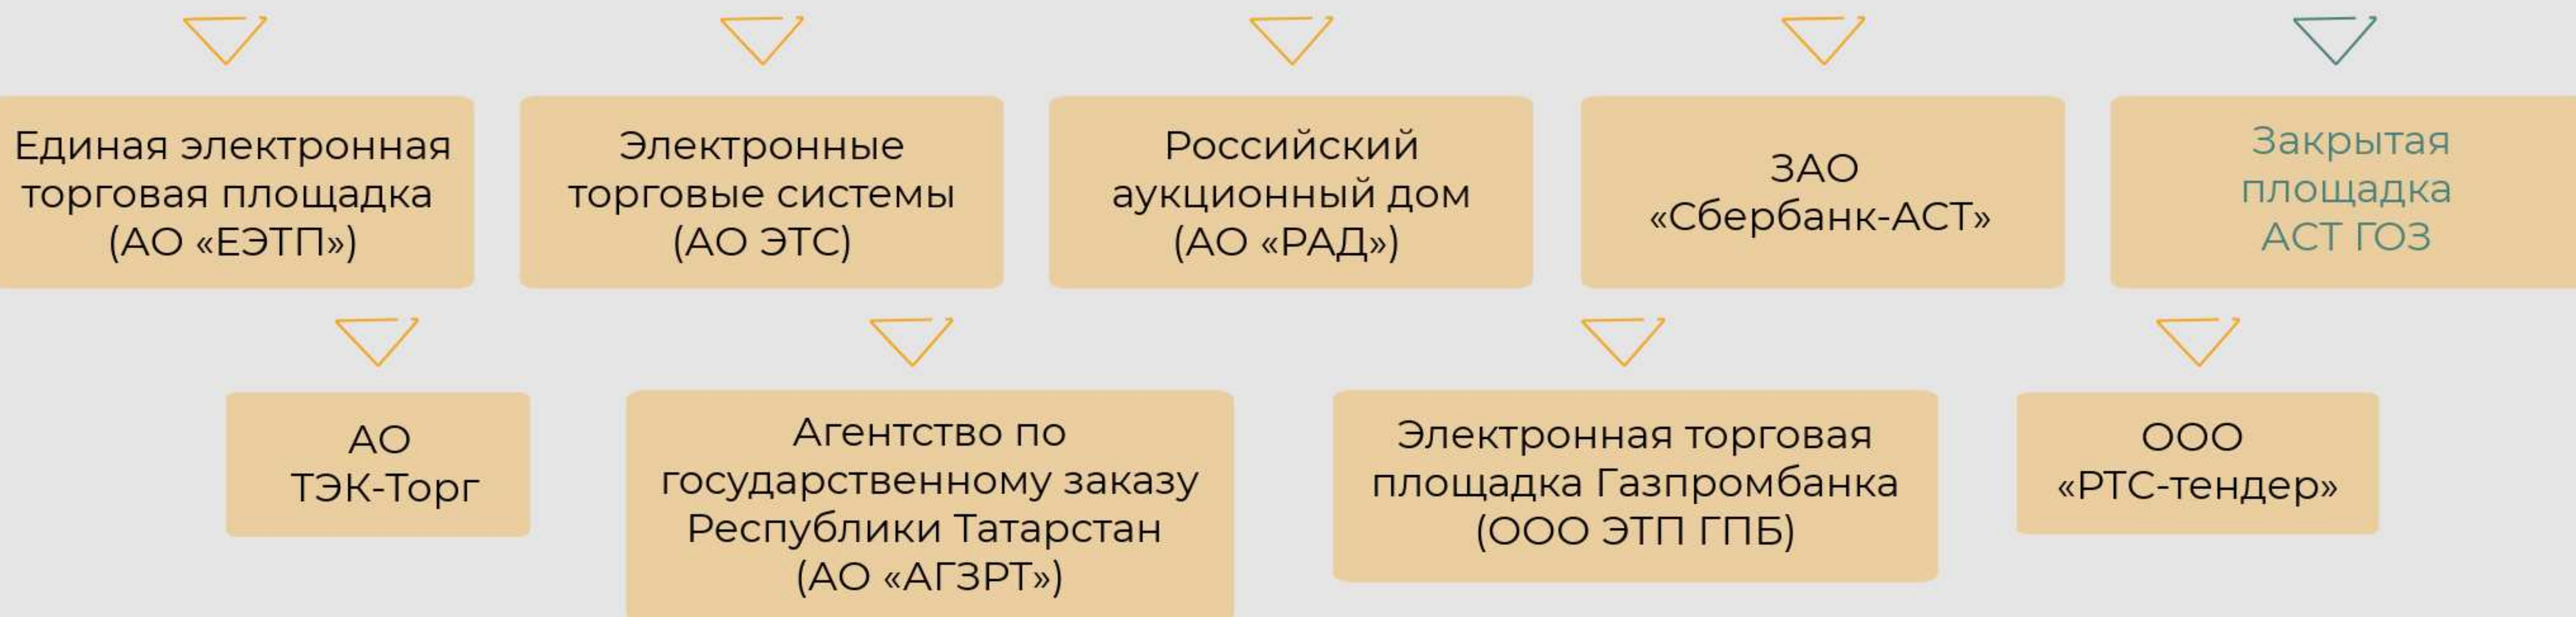 Единая электронная
торговая площадка
(АО «ЕЭТП»)
Электронные
торговые системы
(АО ЭТС)
Российский
аукционный дом
(АО «РАД»)
ЗАО
«Сбербанк-АСТ»
Закрытая
площадка
АСТ ГОЗ
АО
ТЭК-Торг
Агентство по
государственному заказу
Республики Татарстан
(АО «АГЗРТ»)
Электронная торговая
площадка Газпромбанка
(ООО ЭТП ГПБ)
ООО
«РТС-тендер»